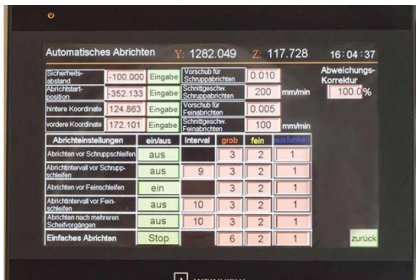 Automatisches Abrichten Y: 1282.049 Z: 117.728 16:04:37
Sicherheits-
abstand -100.000 Eingabe Vorschub für
Schruppabrichten 0.010 Abweichungs-
Korrektur
Abrichtstart-
position -352.133 Eingabe Schnittgeschw.
Schruppabrichten 200 mm/min 100.0%
hintere Koordinate 124.863 Eingabe Vorschub für
Feinabrichten 0.005
vordere Koordinate 172.101 Eingabe Schnittgeschw.
Feinabrichten 100 mm/min
Abrichteinstellungen ein/aus Interval grob fein ausfunken
Abrichten vor Schruppschleifen aus 3 2 1
Abrichtintervall vor Schrupp-
schleifen aus 9 3 2 1
Abrichten vor Feinschleifen ein 3 2 1
Abrichtintervall vor Fein-
schleifen aus 10 3 2 1
Abrichten nach mehreren
Scheifvorgängen aus 10 3 2 1
Einfaches Abrichten Stop 6 2 1 zurück
WEINVIEW